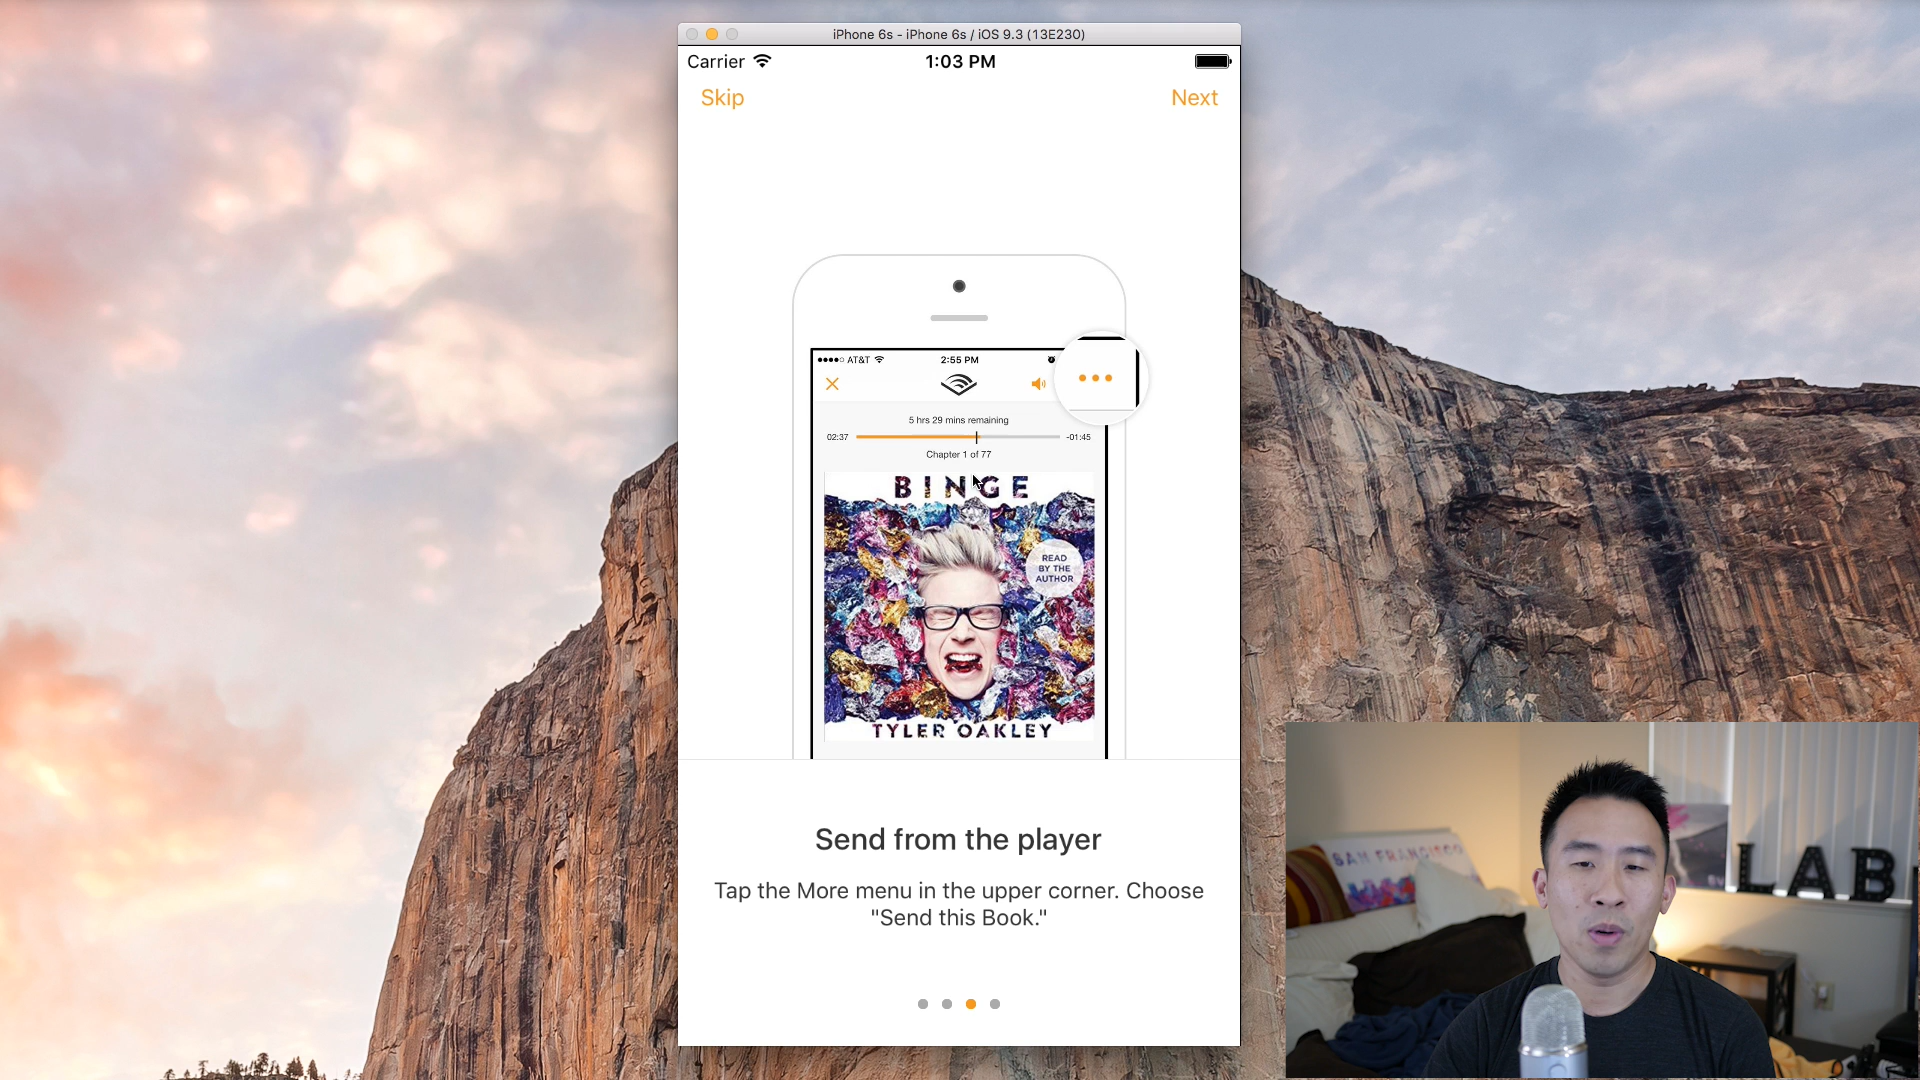 iPhone 6s - iPhone 6s / iOS 9.3 (13E230)
Carrier 1:03 PM
Skip Next
AT&T 2:55 PM
5 hrs 29 mins remaining
02:37 -01:45
Chapter 1 of 77
BINGE
READ
BY THE
AUTHOR
TYLER OAKLEY
Send from the player
Tap the More menu in the upper corner. Choose
"Send this Book."
SAN FRANCISCO
LAB